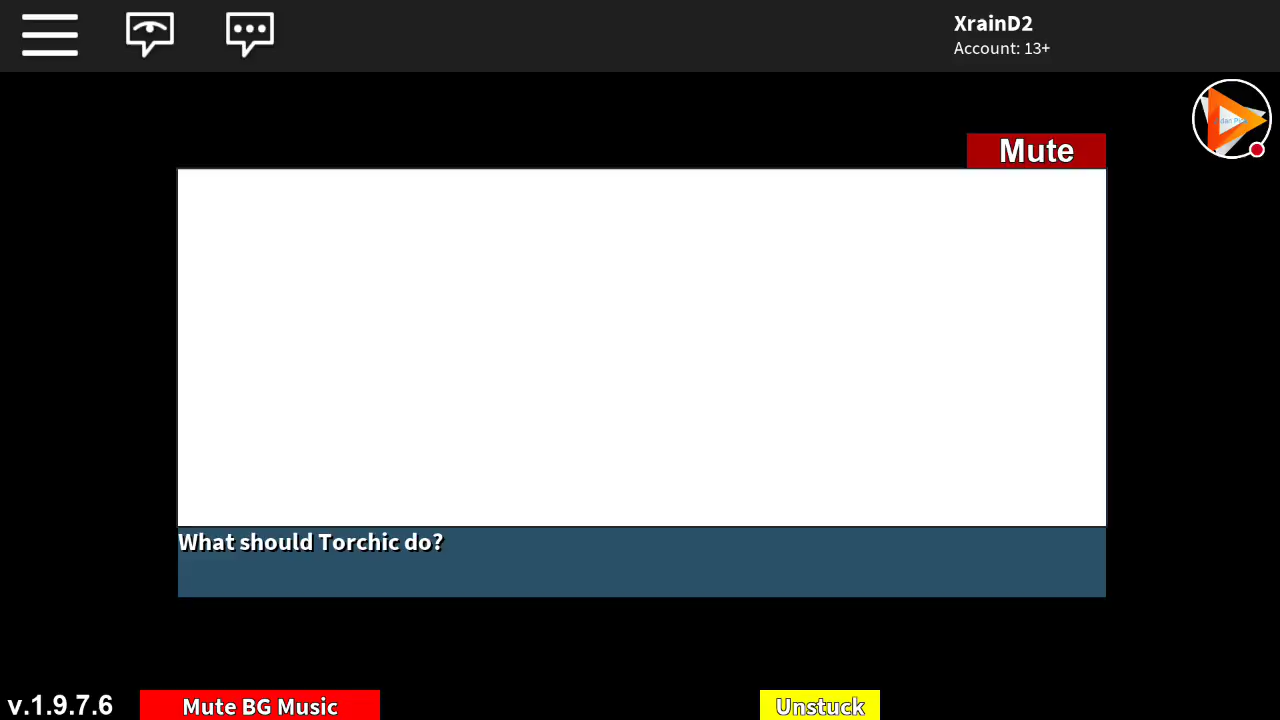 XrainD2
Account: 13+
Mute
What should Torchic do?
v.1.9.7.6
Mute BG Music
Unstuck